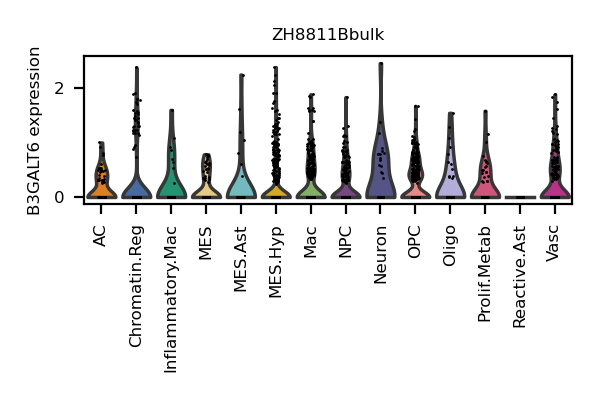 ZH8811Bbulk
B3GALT6 expression
2
0
AC
Chromatin.Reg
Inflammatory.Mac
MES
MES.Ast
MES.Hyp
Mac
NPC
Neuron
OPC
Oligo
Prolif.Metab
Reactive.Ast
Vasc